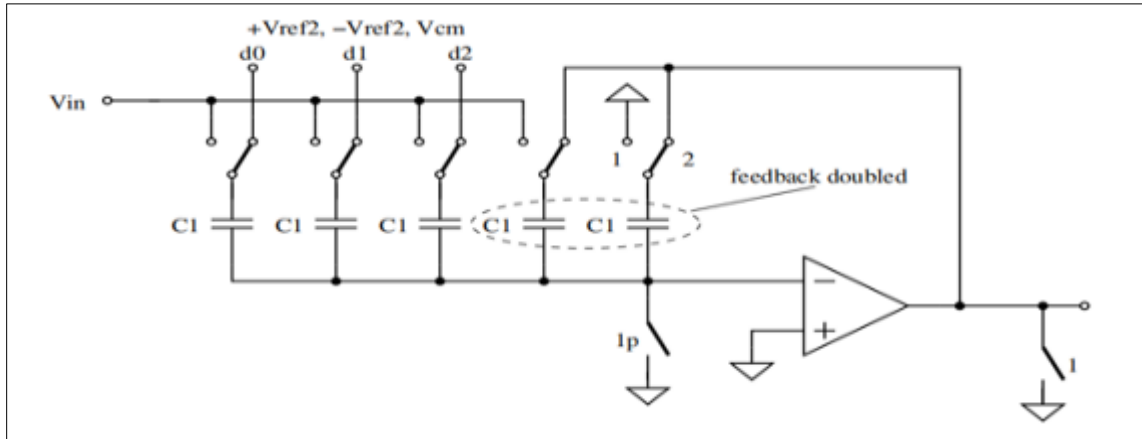 +Vref2, −Vref2, Vcm
d0 d1 d2
Vin
1 2
feedback doubled
C1 C1 C1 C1 C1
−
+
1p
1